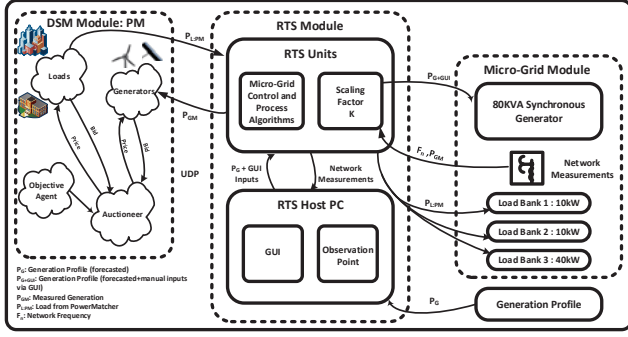 DSM Module: PM
Loads
Generators
Price
Bid
Price
Bid
Objective
Agent
Auctioneer
P_G: Generation Profile (forecasted)
P_G+GUI: Generation Profile (forecasted+manual inputs
via GUI)
P_GM: Measured Generation
P_L:PM: Load from PowerMatcher
F_n: Network Frequency
P_L:PM
P_GM
UDP
RTS Module
RTS Units
Micro-Grid
Control and
Process
Algorithms
Scaling
Factor
K
P_G + GUI
Inputs
Network
Measurements
RTS Host PC
GUI
Observation
Point
P_G+GUI
F_n , P_GM
P_L:PM
P_G
Micro-Grid Module
80KVA Synchronous
Generator
Network
Measurements
Load Bank 1 : 10kW
Load Bank 2 : 10kW
Load Bank 3 : 40kW
Generation Profile